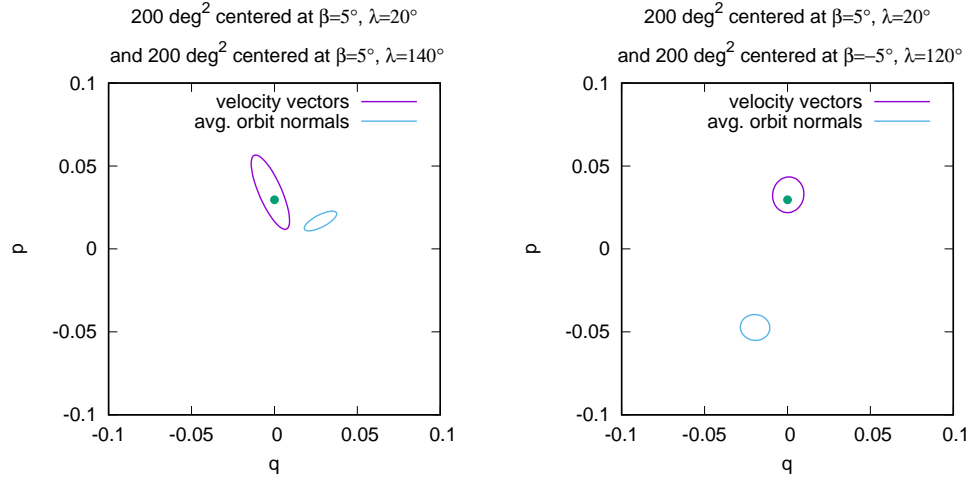 200 deg² centered at β=5°, λ=20°
and 200 deg² centered at β=5°, λ=140°
velocity vectors
avg. orbit normals
0.1
0.05
0
-0.05
-0.1
p
-0.1
-0.05
0
0.05
0.1
q
200 deg² centered at β=5°, λ=20°
and 200 deg² centered at β=−5°, λ=120°
velocity vectors
avg. orbit normals
0.1
0.05
0
-0.05
-0.1
p
-0.1
-0.05
0
0.05
0.1
q